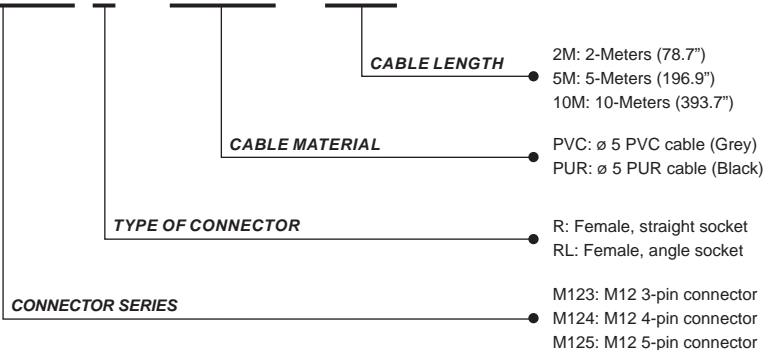 CABLE LENGTH
2M: 2-Meters (78.7”)
5M: 5-Meters (196.9”)
10M: 10-Meters (393.7”)
CABLE MATERIAL
PVC: ø 5 PVC cable (Grey)
PUR: ø 5 PUR cable (Black)
TYPE OF CONNECTOR
R: Female, straight socket
RL: Female, angle socket
CONNECTOR SERIES
M123: M12 3-pin connector
M124: M12 4-pin connector
M125: M12 5-pin connector